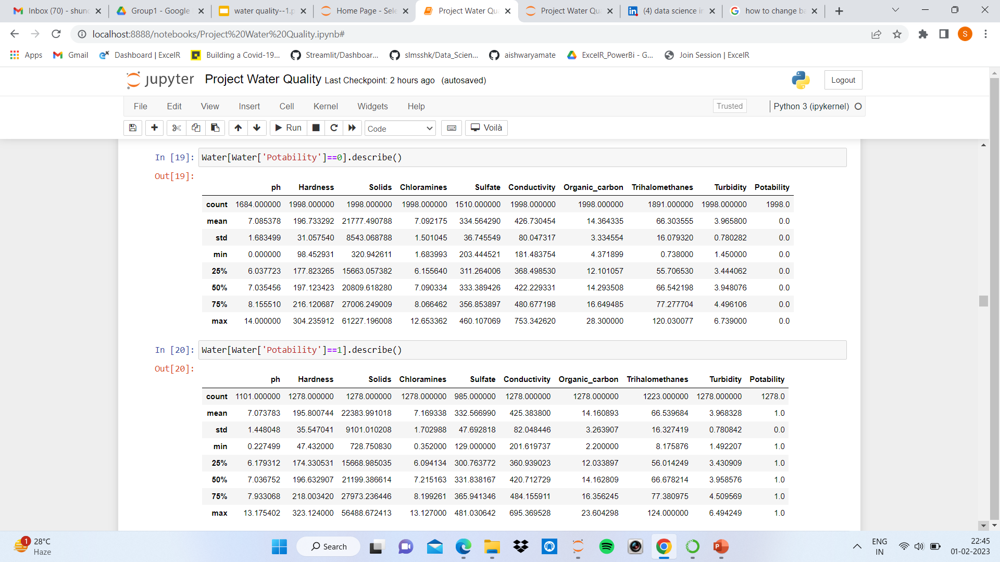 Inbox (70) - shund
Group1 - Google
water quality--1.p
Home Page - Sele
Project Water Qu
Project Water Qu
(4) data science in
how to change ba
localhost:8888/notebooks/Project%20Water%20Quality.ipynb#
S
Apps
Gmail
Dashboard | ExcelR
Building a Covid-19...
Streamlit/Dashboar...
slmsshk/Data_Scien...
aishwaryamate
ExcelR_PowerBi - G...
Join Session | ExcelR
jupyter Project Water Quality Last Checkpoint: 2 hours ago (autosaved)
Logout
File Edit View Insert Cell Kernel Widgets Help
Trusted
Python 3 (ipykernel)
Run
Code
Voilà
In [19]: Water[Water['Potability']==0].describe()
Out[19]:
ph Hardness Solids Chloramines Sulfate Conductivity Organic_carbon Trihalomethanes Turbidity Potability
count 1684.000000 1998.000000 1998.000000 1998.000000 1510.000000 1998.000000 1998.000000 1891.000000 1998.000000 1998.0
mean 7.085378 196.733292 21777.490788 7.092175 334.564290 426.730454 14.364335 66.303555 3.965800 0.0
std 1.683499 31.057540 8543.068788 1.501045 36.745549 80.047317 3.334554 16.079320 0.780282 0.0
min 0.000000 98.452931 320.942611 1.683993 203.444521 181.483754 4.371899 0.738000 1.450000 0.0
25% 6.037723 177.823265 15663.057382 6.155640 311.264006 368.498530 12.101057 55.706530 3.444062 0.0
50% 7.035456 197.123423 20809.618280 7.090334 333.389426 422.229331 14.293508 66.542198 3.948076 0.0
75% 8.155510 216.120687 27006.249009 8.066462 356.853897 480.677198 16.649485 77.277704 4.496106 0.0
max 14.000000 304.235912 61227.196008 12.653362 460.107069 753.342620 28.300000 120.030077 6.739000 0.0
In [20]: Water[Water['Potability']==1].describe()
Out[20]:
ph Hardness Solids Chloramines Sulfate Conductivity Organic_carbon Trihalomethanes Turbidity Potability
count 1101.000000 1278.000000 1278.000000 1278.000000 985.000000 1278.000000 1278.000000 1223.000000 1278.000000 1278.0
mean 7.073783 195.800744 22383.991018 7.169338 332.566990 425.383800 14.160893 66.539684 3.968328 1.0
std 1.448048 35.547041 9101.010208 1.702988 47.692818 82.048446 3.263907 16.327419 0.780842 0.0
min 0.227499 47.432000 728.750830 0.352000 129.000000 201.619737 2.200000 8.175876 1.492207 1.0
25% 6.179312 174.330531 15668.985035 6.094134 300.763772 360.939023 12.033897 56.014249 3.430909 1.0
50% 7.036752 196.632907 21199.386614 7.215163 331.838167 420.712729 14.162809 66.678214 3.958576 1.0
75% 7.933068 218.003420 27973.236446 8.199261 365.941346 484.155911 16.356245 77.380975 4.509569 1.0
max 13.175402 323.124000 56488.672413 13.127000 481.030642 695.369528 23.604298 124.000000 6.494249 1.0
1
28°C
Haze
Search
ENG
IN
22:45
01-02-2023